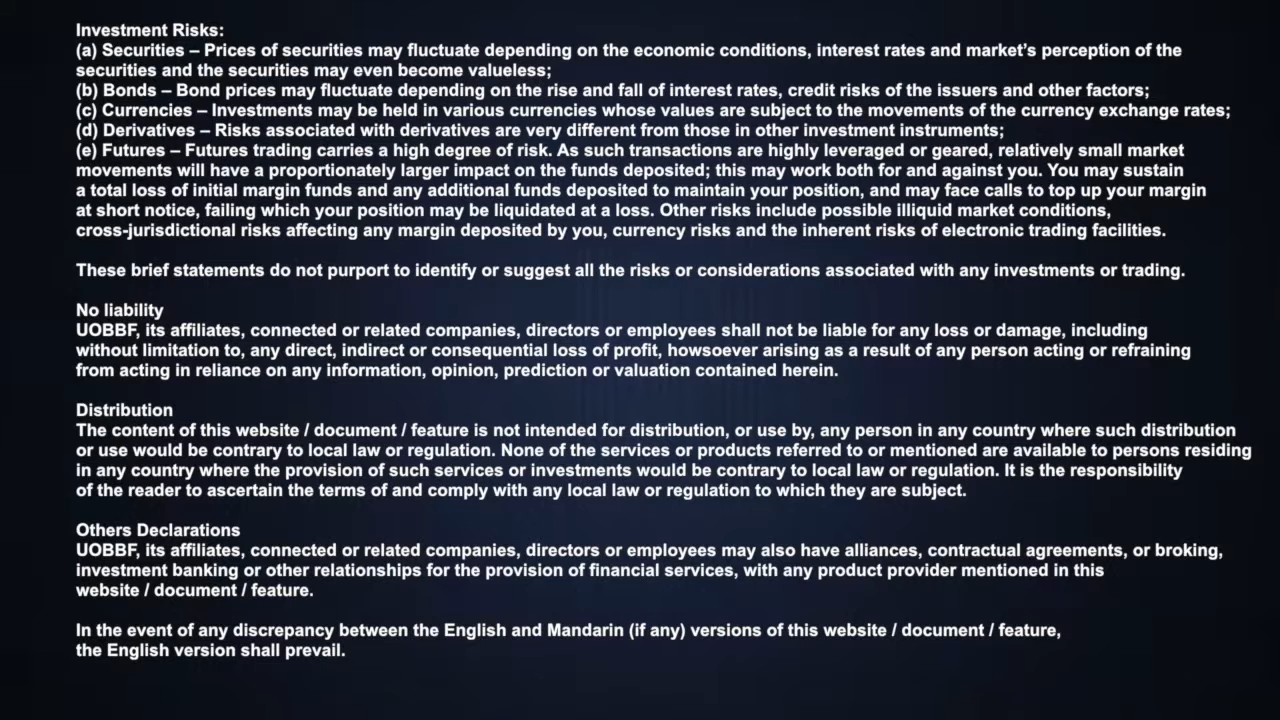 Investment Risks:
(a) Securities – Prices of securities may fluctuate depending on the economic conditions, interest rates and market’s perception of the
securities and the securities may even become valueless;
(b) Bonds – Bond prices may fluctuate depending on the rise and fall of interest rates, credit risks of the issuers and other factors;
(c) Currencies – Investments may be held in various currencies whose values are subject to the movements of the currency exchange rates;
(d) Derivatives – Risks associated with derivatives are very different from those in other investment instruments;
(e) Futures – Futures trading carries a high degree of risk. As such transactions are highly leveraged or geared, relatively small market
movements will have a proportionately larger impact on the funds deposited; this may work both for and against you. You may sustain
a total loss of initial margin funds and any additional funds deposited to maintain your position, and may face calls to top up your margin
at short notice, failing which your position may be liquidated at a loss. Other risks include possible illiquid market conditions,
cross-jurisdictional risks affecting any margin deposited by you, currency risks and the inherent risks of electronic trading facilities.
These brief statements do not purport to identify or suggest all the risks or considerations associated with any investments or trading.
No liability
UOBBF, its affiliates, connected or related companies, directors or employees shall not be liable for any loss or damage, including
without limitation to, any direct, indirect or consequential loss of profit, howsoever arising as a result of any person acting or refraining
from acting in reliance on any information, opinion, prediction or valuation contained herein.
Distribution
The content of this website / document / feature is not intended for distribution, or use by, any person in any country where such distribution
or use would be contrary to local law or regulation. None of the services or products referred to or mentioned are available to persons residing
in any country where the provision of such services or investments would be contrary to local law or regulation. It is the responsibility
of the reader to ascertain the terms of and comply with any local law or regulation to which they are subject.
Others Declarations
UOBBF, its affiliates, connected or related companies, directors or employees may also have alliances, contractual agreements, or broking,
investment banking or other relationships for the provision of financial services, with any product provider mentioned in this
website / document / feature.
In the event of any discrepancy between the English and Mandarin (if any) versions of this website / document / feature,
the English version shall prevail.